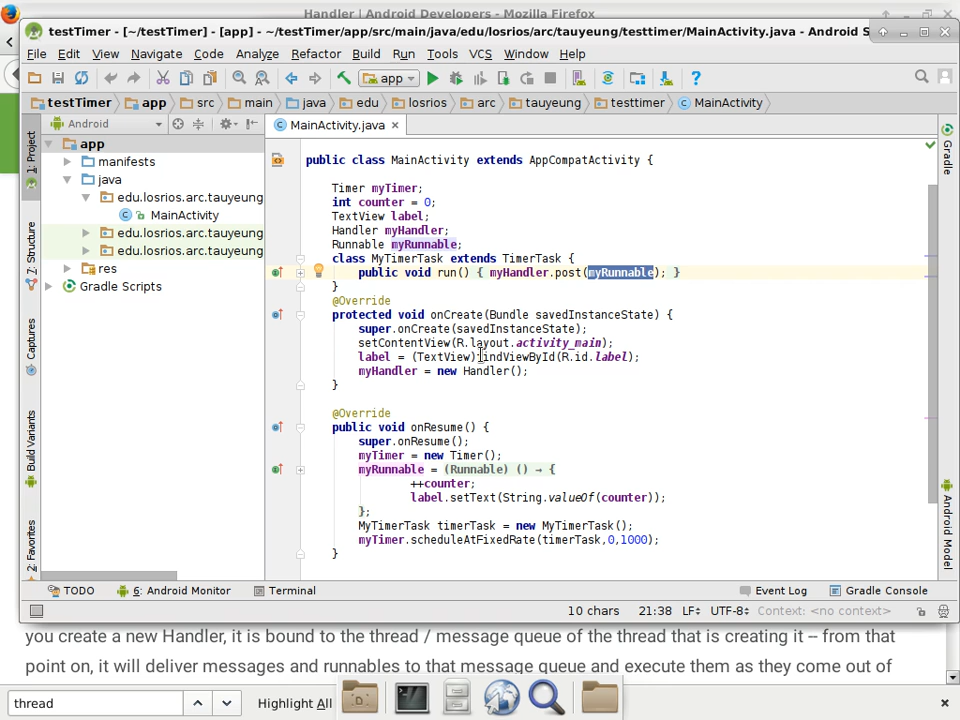 Handler | Android Developers - Mozilla Firefox
testTimer - [~/testTimer] - [app] - ~/testTimer/app/src/main/java/edu/losrios/arc/tauyeung/testtimer/MainActivity.java - Android S
File Edit View Navigate Code Analyze Refactor Build Run Tools VCS Window Help
app
testTimer app src main java edu losrios arc tauyeung testtimer MainActivity
Android
MainActivity.java
1: Project
7: Structure
Captures
Build Variants
2: Favorites
app
manifests
java
edu.losrios.arc.tauyeung
MainActivity
edu.losrios.arc.tauyeung
edu.losrios.arc.tauyeung
res
Gradle Scripts
public class MainActivity extends AppCompatActivity {
Timer myTimer;
int counter = 0;
TextView label;
Handler myHandler;
Runnable myRunnable;
class MyTimerTask extends TimerTask {
public void run() { myHandler.post(myRunnable); }
}
@Override
protected void onCreate(Bundle savedInstanceState) {
super.onCreate(savedInstanceState);
setContentView(R.layout.activity_main);
label = (TextView)findViewById(R.id.label);
myHandler = new Handler();
}
@Override
public void onResume() {
super.onResume();
myTimer = new Timer();
myRunnable = (Runnable) () → {
++counter;
label.setText(String.valueOf(counter));
};
MyTimerTask timerTask = new MyTimerTask();
myTimer.scheduleAtFixedRate(timerTask,0,1000);
}
Gradle
Android Model
TODO 6: Android Monitor Terminal Event Log Gradle Console
10 chars 21:38 LF÷ UTF-8÷ Context: <no context>
you create a new Handler, it is bound to the thread / message queue of the thread that is creating it -- from that
point on, it will deliver messages and runnables to that message queue and execute them as they come out of
thread Highlight All